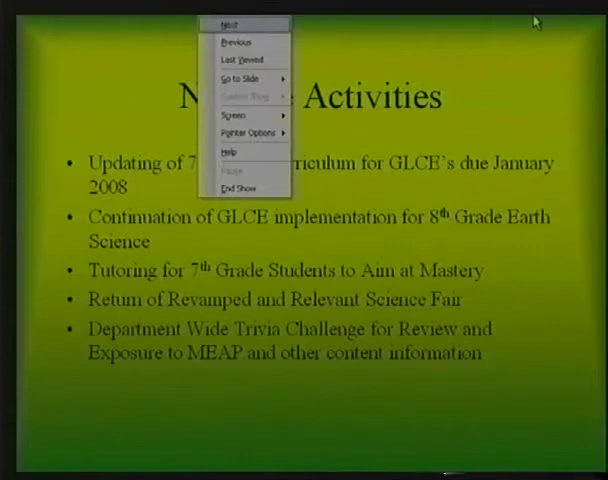 Next
Previous
Last Viewed
Go to Slide
Custom Show
Screen
Pointer Options
Help
Pause
End Show
Activities
• Updating of 7 riculum for GLCE's due January
2008
• Continuation of GLCE implementation for 8th Grade Earth
Science
• Tutoring for 7th Grade Students to Aim at Mastery
• Return of Revamped and Relevant Science Fair
• Department Wide Trivia Challenge for Review and
Exposure to MEAP and other content information